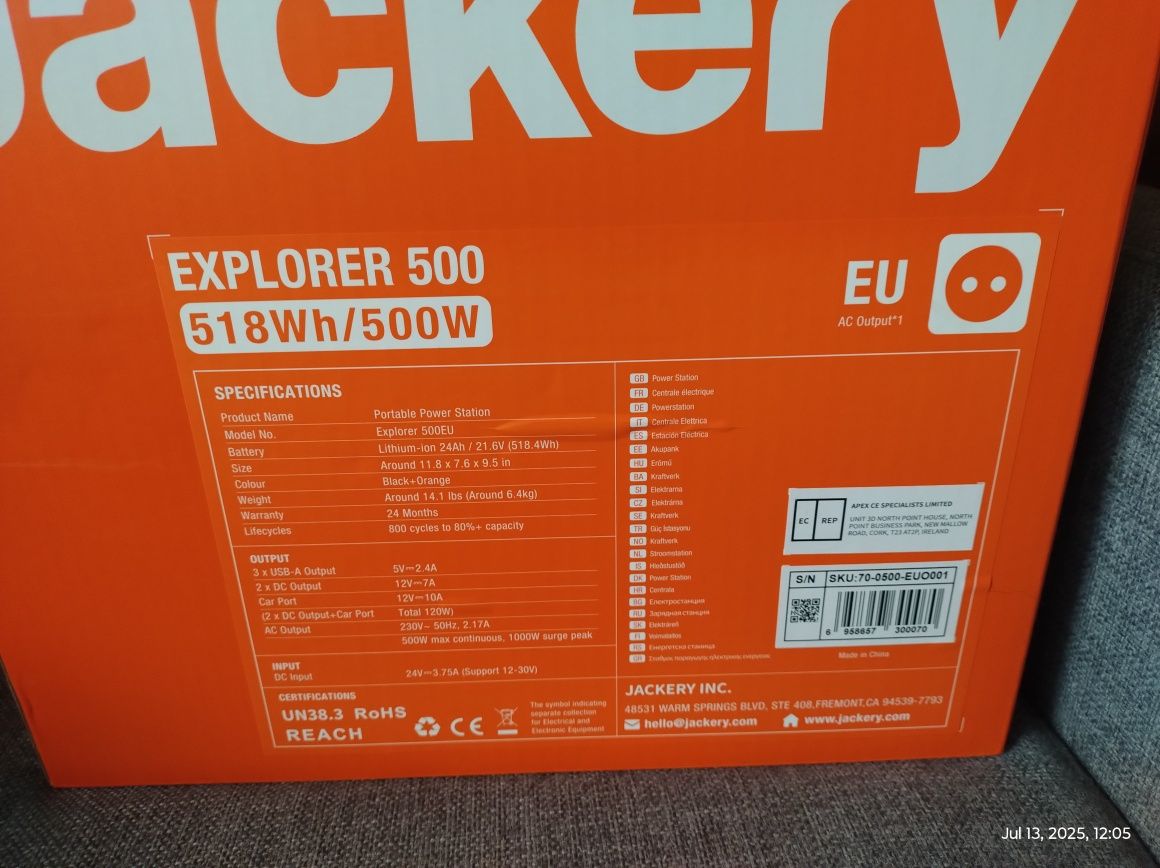 Jackery
EXPLORER 500
518Wh/500W
EU
AC Output*1
SPECIFICATIONS
Product Name Portable Power Station
Model No. Explorer 500EU
Battery Lithium-ion 24Ah / 21.6V (518.4Wh)
Size Around 11.8 x 7.6 x 9.5 in
Colour Black+Orange
Weight Around 14.1 lbs (Around 6.4kg)
Warranty 24 Months
Lifecycles 800 cycles to 80%+ capacity
OUTPUT
3 x USB-A Output 5V⎓2.4A
2 x DC Output 12V⎓7A
Car Port 12V⎓10A
(2 x DC Output+Car Port Total 120W)
AC Output 230V~ 50Hz, 2.17A
500W max continuous, 1000W surge peak
INPUT
DC Input 24V⎓3.75A (Support 12-30V)
CERTIFICATIONS
UN38.3 RoHS
REACH
CE
The symbol indicating
separate collection
for Electrical and
Electronic Equipment
GB Power Station
FR Centrale électrique
DE Powerstation
IT Centrale Elettrica
ES Estación Eléctrica
EE Akupank
HU Erőmű
BA Kraftverk
SI Elektrarna
CZ Elektrárna
SE Kraftverk
TR Güç İstasyonu
NO Kraftverk
NL Stroomstation
IS Hleðslustöð
DK Power Station
HR Centrala
BG Електростанция
RU Зарядная станция
SK Elektráreň
FI Voimalaitos
RS Енергетска станица
GR Σταθμός παραγωγής ηλεκτρικής ενέργειας
EC REP
APEX CE SPECIALISTS LIMITED
UNIT 3D NORTH POINT HOUSE, NORTH
POINT BUSINESS PARK, NEW MALLOW
ROAD, CORK, T23 AT2P, IRELAND
S/N SKU:70-0500-EUO001
6 958657 300070
Made in China
JACKERY INC.
48531 WARM SPRINGS BLVD. STE 408.FREMONT,CA 94539-7793
hello@jackery.com www.jackery.com
Jul 13, 2025, 12:05